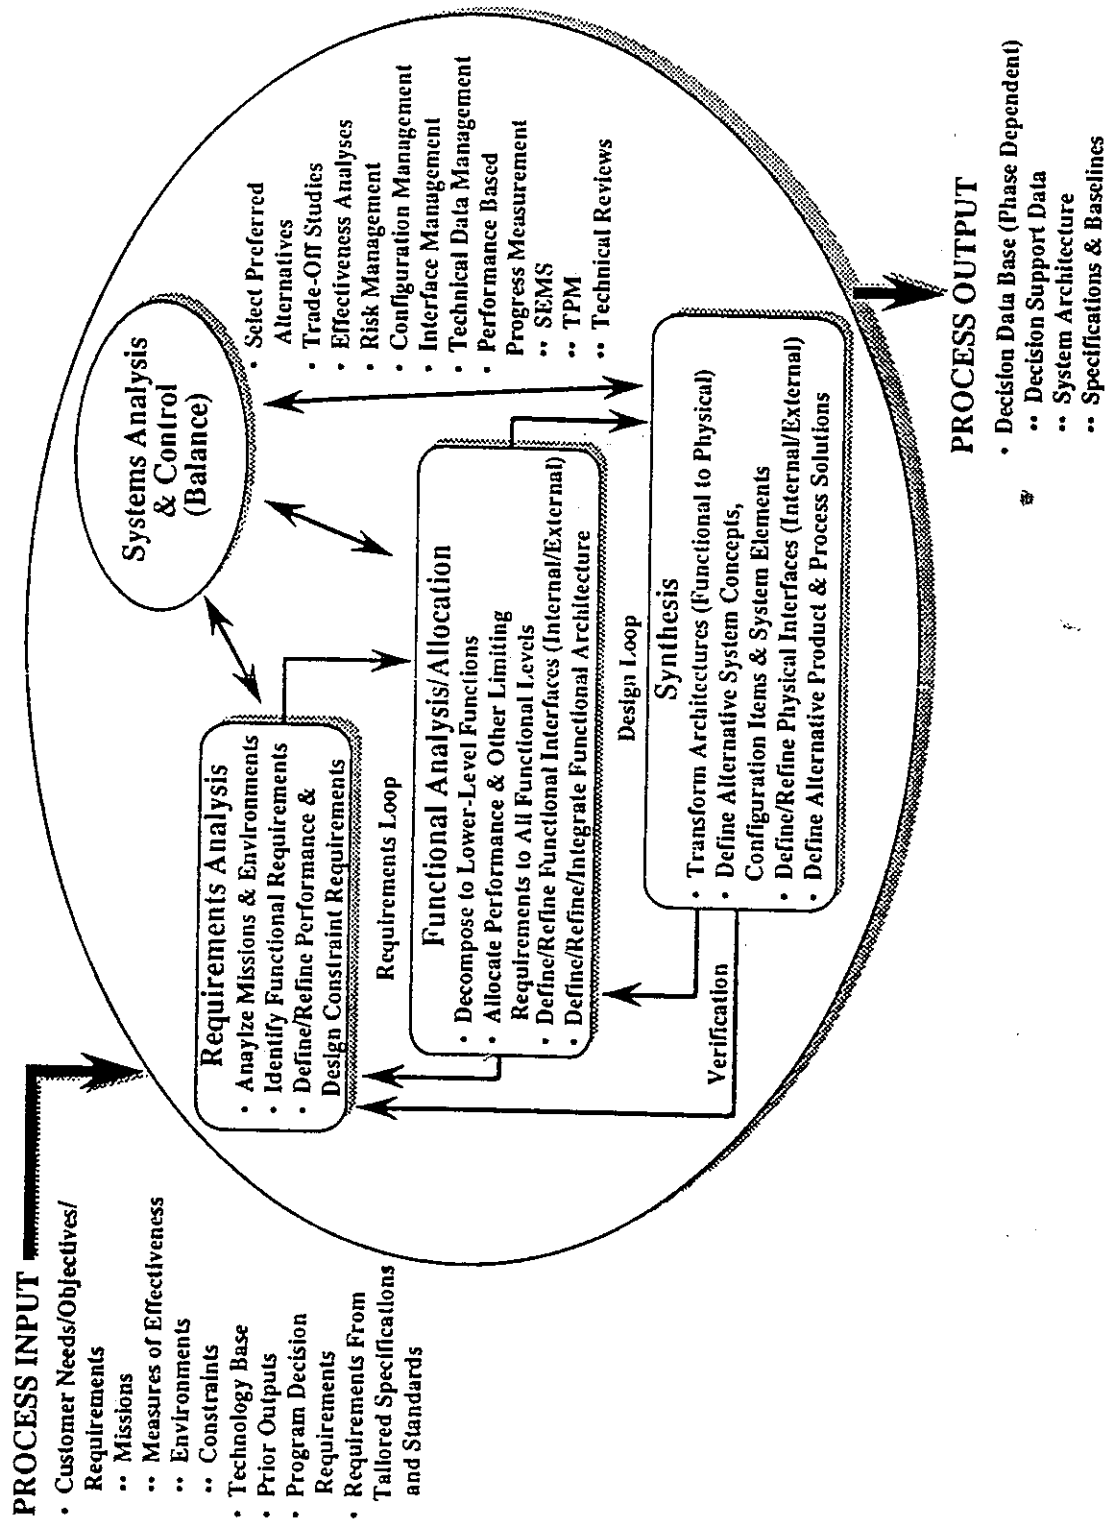 PROCESS INPUT
• Customer Needs/Objectives/
Requirements
•• Missions
•• Measures of Effectiveness
•• Environments
•• Constraints
• Technology Base
• Prior Outputs
• Program Decision
Requirements
• Requirements From
Tailored Specifications
and Standards
Systems Analysis
& Control
(Balance)
Requirements Analysis
• Anaylze Missions & Environments
• Identify Functional Requirements
• Define/Refine Performance &
Design Constraint Requirements
• Select Preferred
Alternatives
• Trade-Off Studies
• Effectiveness Analyses
• Risk Management
• Configuration Management
• Interface Management
• Technical Data Management
• Performance Based
Progress Measurement
•• SEMS
•• TPM
•• Technical Reviews
Requirements Loop
Functional Analysis/Allocation
• Decompose to Lower-Level Functions
• Allocate Performance & Other Limiting
Requirements to All Functional Levels
• Define/Refine Functional Interfaces (Internal/External)
• Define/Refine/Integrate Functional Architecture
Design Loop
Synthesis
• Transform Architectures (Functional to Physical)
• Define Alternative System Concepts,
Configuration Items & System Elements
• Define/Refine Physical Interfaces (Internal/External)
• Define Alternative Product & Process Solutions
Verification
PROCESS OUTPUT
• Decision Data Base (Phase Dependent)
•• Decision Support Data
•• System Architecture
•• Specifications & Baselines